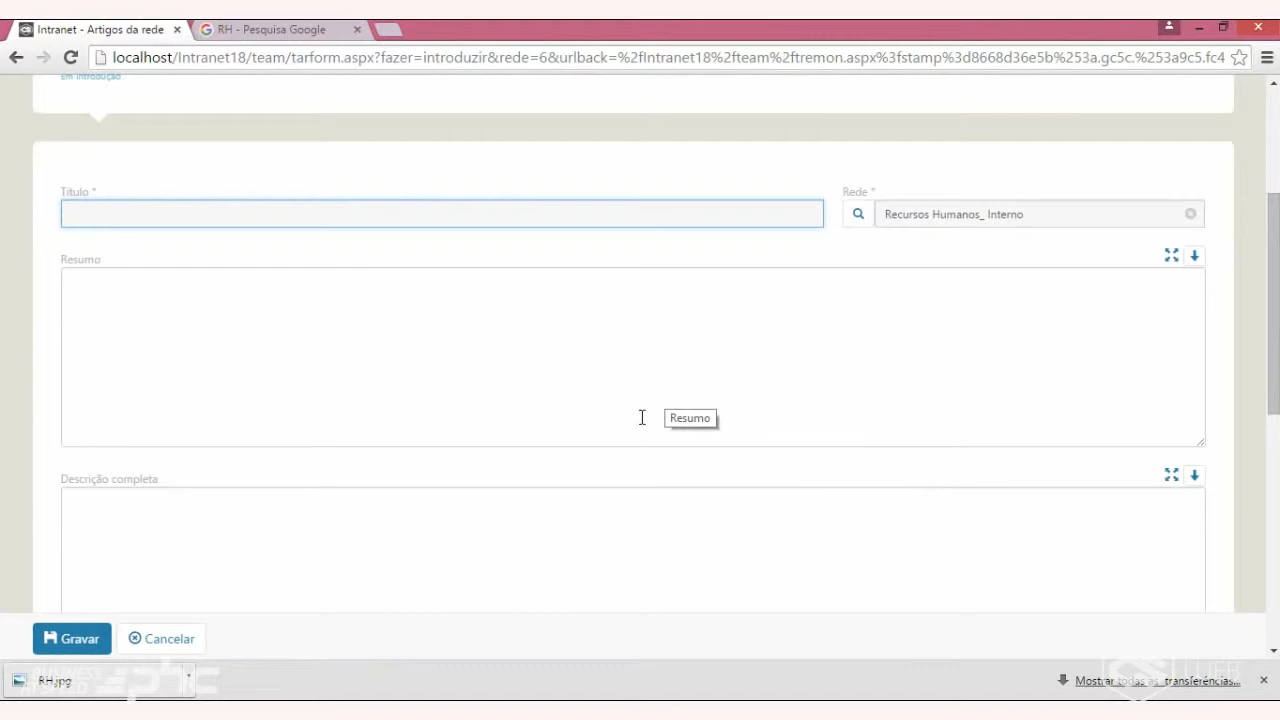 Intranet - Artigos da rede
RH - Pesquisa Google
localhost/Intranet18/team/tarform.aspx?fazer=introduzir&rede=6&urlback=%2fIntranet18%2fteam%2ftremon.aspx%3fstamp%3d8668d36e5b%253a.gc5c.%253a9c5.fc4
Em introdução
Título *
Rede *
Recursos Humanos_ Interno
Resumo
Resumo
Descrição completa
Gravar
Cancelar
RH.jpg
Mostrar todas as transferências...